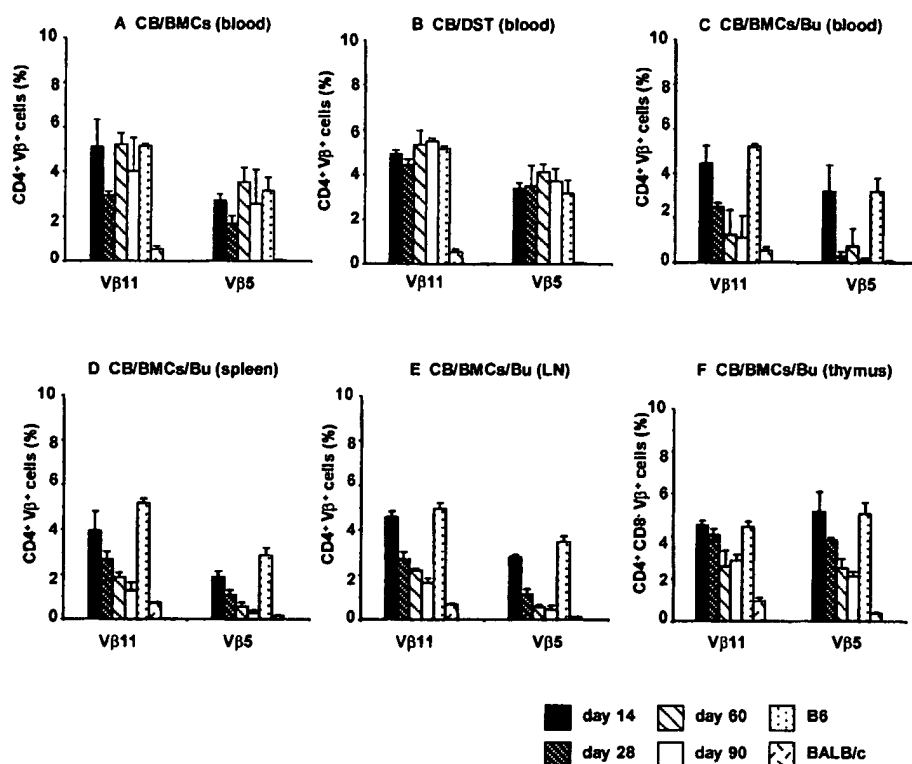 A CB/BMCs (blood)
CD4⁺ Vβ⁺ cells (%)
10
8
6
4
2
0
Vβ11
Vβ5
B CB/DST (blood)
CD4⁺ Vβ⁺ cells (%)
10
8
6
4
2
0
Vβ11
Vβ5
C CB/BMCs/Bu (blood)
CD4⁺ Vβ⁺ cells (%)
10
8
6
4
2
0
Vβ11
Vβ5
D CB/BMCs/Bu (spleen)
CD4⁺ Vβ⁺ cells (%)
10
8
6
4
2
0
Vβ11
Vβ5
E CB/BMCs/Bu (LN)
CD4⁺ Vβ⁺ cells (%)
10
8
6
4
2
0
Vβ11
Vβ5
F CB/BMCs/Bu (thymus)
CD4⁺ CD8⁻ Vβ⁺ cells (%)
10
8
6
4
2
0
Vβ11
Vβ5
day 14
day 60
B6
day 28
day 90
BALB/c